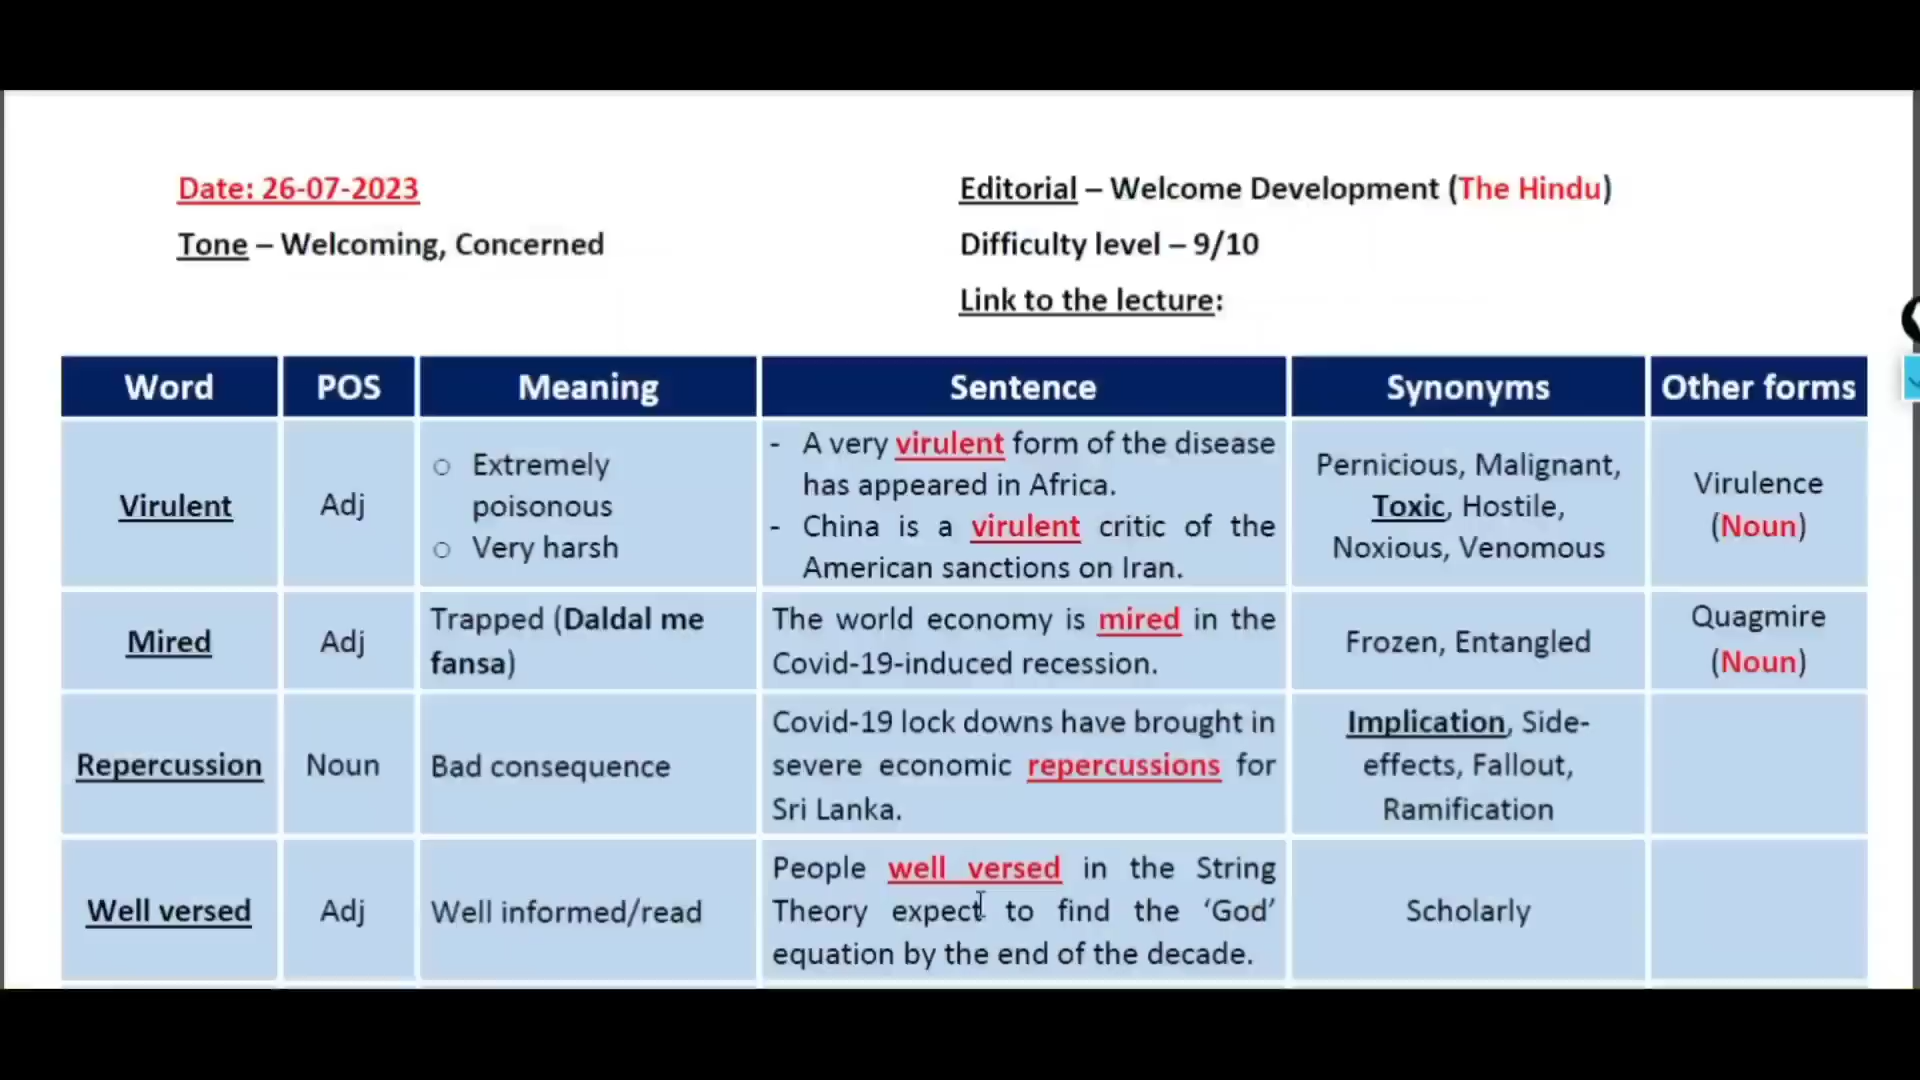 Date: 26-07-2023
Editorial – Welcome Development (The Hindu)
Tone – Welcoming, Concerned
Difficulty level – 9/10
Link to the lecture:
Word POS Meaning Sentence Synonyms Other forms
Virulent
Adj
○ Extremely
poisonous
○ Very harsh
- A very virulent form of the disease
has appeared in Africa.
- China is a virulent critic of the
American sanctions on Iran.
Pernicious, Malignant,
Toxic, Hostile,
Noxious, Venomous
Virulence
(Noun)
Mired
Adj
Trapped (Daldal me
fansa)
The world economy is mired in the
Covid-19-induced recession.
Frozen, Entangled
Quagmire
(Noun)
Repercussion
Noun
Bad consequence
Covid-19 lock downs have brought in
severe economic repercussions for
Sri Lanka.
Implication, Side-
effects, Fallout,
Ramification
Well versed
Adj
Well informed/read
People well versed in the String
Theory expect to find the ‘God’
equation by the end of the decade.
Scholarly